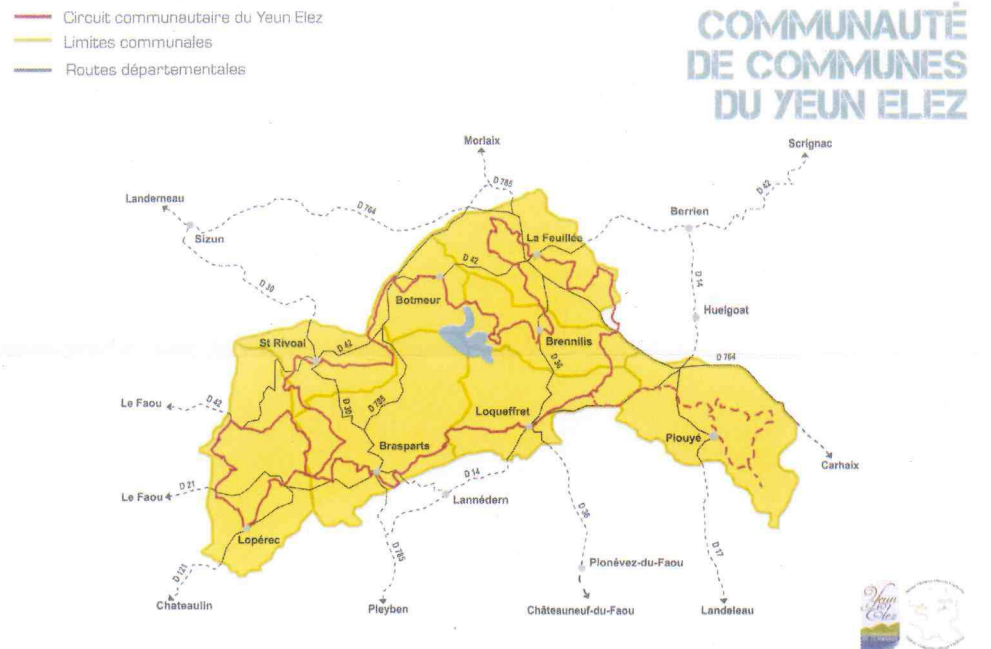 Circuit communautaire du Yeun Elez
Limites communales
Routes départementales
COMMUNAUTÉ
DE COMMUNES
DU YEUN ELEZ
Morlaix
Scrignac
D 785
D 42
Landerneau
D 764
Berrien
Sizun
La Feuillée
D 42
D 30
Botmeur
D 14
Huelgoat
St Rivoal
D 42
Brennilis
D 36
D 764
Le Faou
D 42
D 30
D 785
Loqueffret
Plouyé
Brasparts
Carhaix
D 14
Le Faou
D 21
Lannédern
D 36
Lopérec
D 121
D 785
D 17
Plonévez-du-Faou
Chateaulin
Pleyben
Châteauneuf-du-Faou
Landeleau
Yeun
Elez